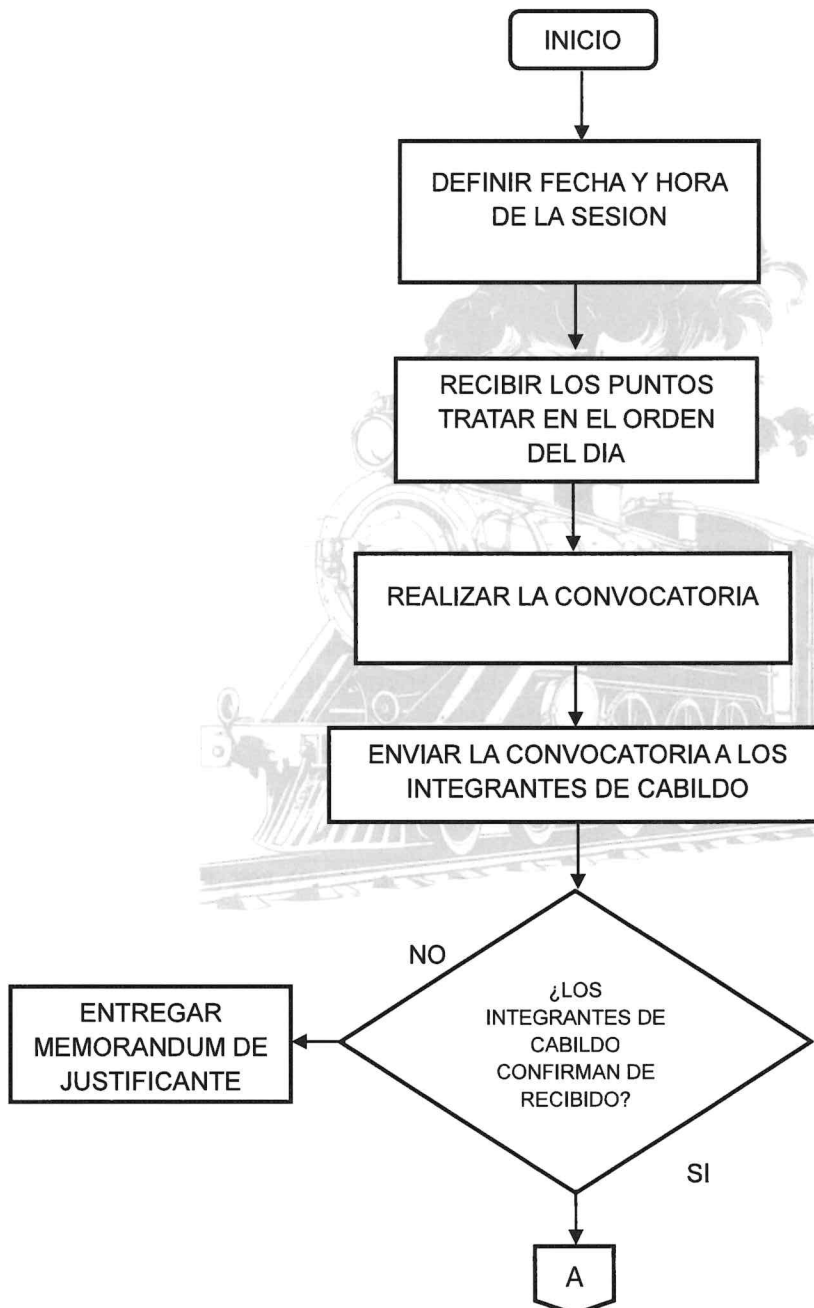 INICIO
DEFINIR FECHA Y HORA
DE LA SESION
RECIBIR LOS PUNTOS
TRATAR EN EL ORDEN
DEL DIA
REALIZAR LA CONVOCATORIA
ENVIAR LA CONVOCATORIA A LOS
INTEGRANTES DE CABILDO
NO
¿LOS
INTEGRANTES DE
CABILDO
CONFIRMAN DE
RECIBIDO?
ENTREGAR
MEMORANDUM DE
JUSTIFICANTE
SI
A